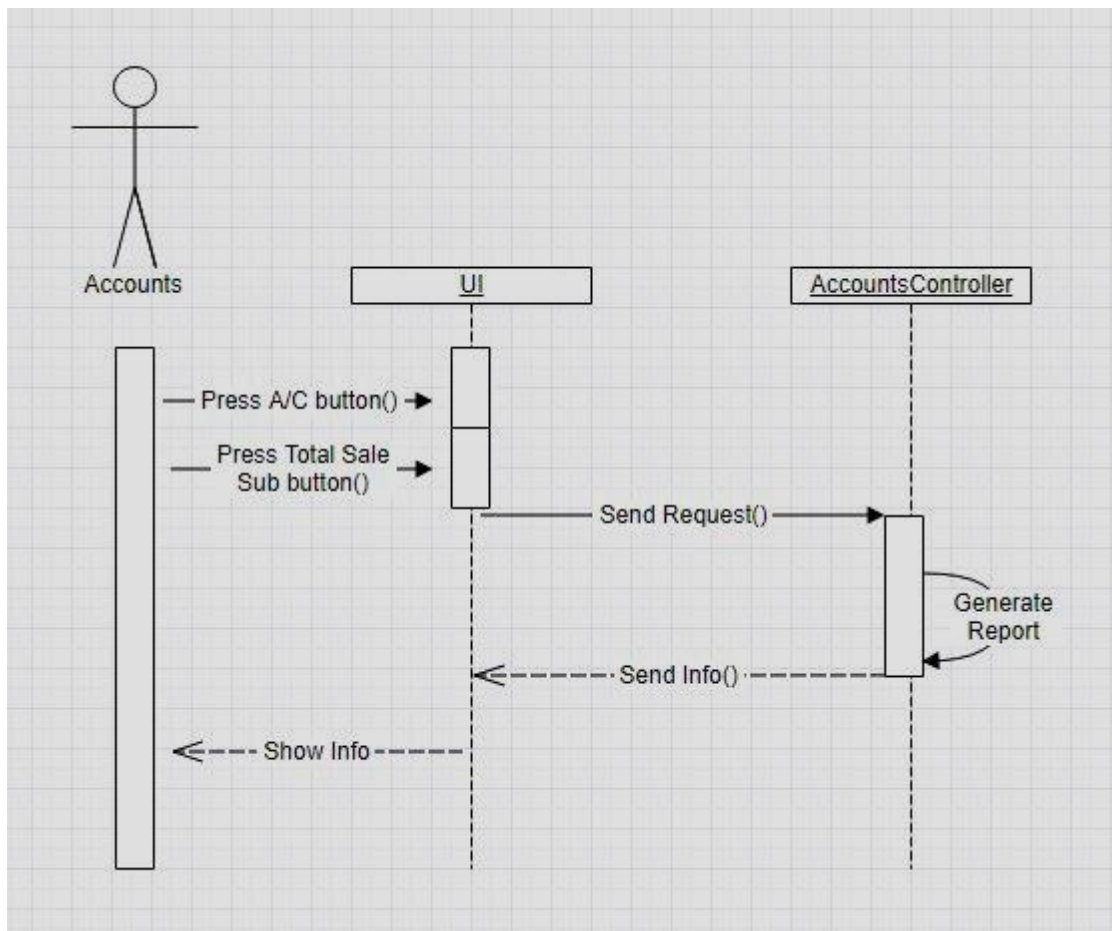 Accounts
UI
AccountsController
Press A/C button()
Press Total Sale
Sub button()
Send Request()
Generate
Report
Send Info()
Show Info